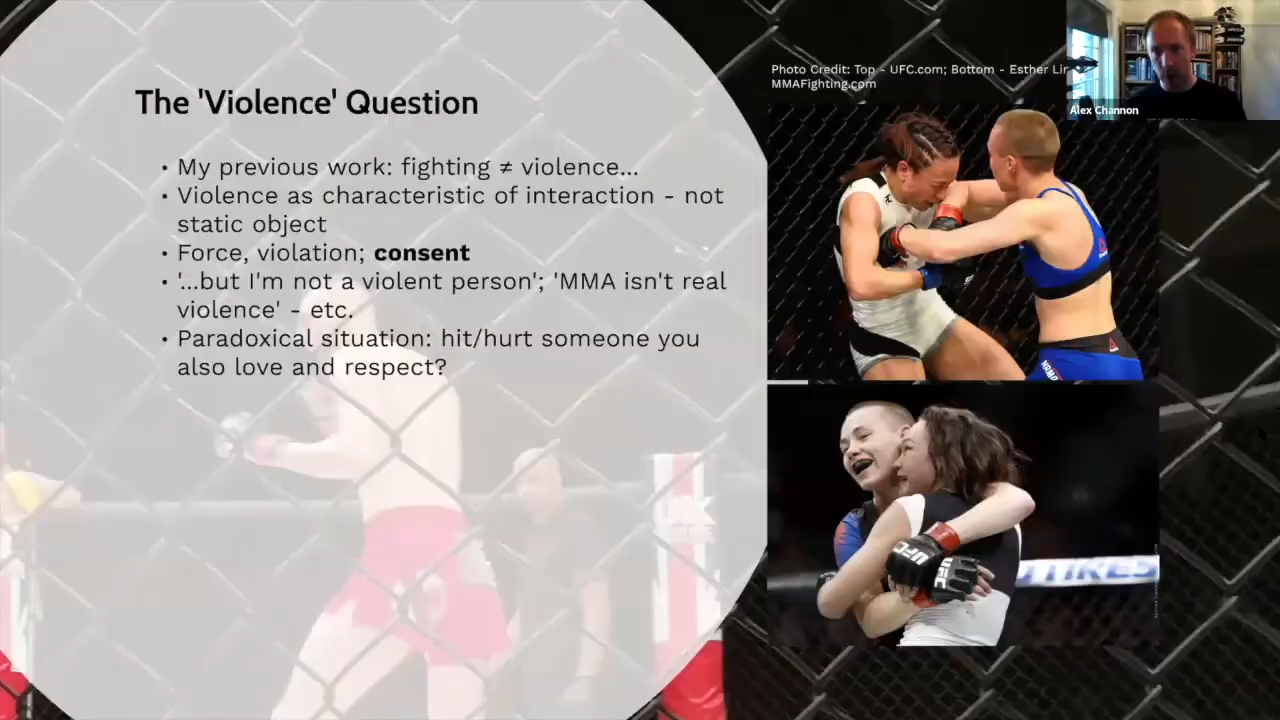 The 'Violence' Question
• My previous work: fighting ≠ violence...
• Violence as characteristic of interaction - not
static object
• Force, violation; consent
• '...but I'm not a violent person'; 'MMA isn't real
violence' - etc.
• Paradoxical situation: hit/hurt someone you
also love and respect?
Photo Credit: Top - UFC.com; Bottom - Esther
MMAFighting.com
Alex Channon
UFC
UFC
TIRES